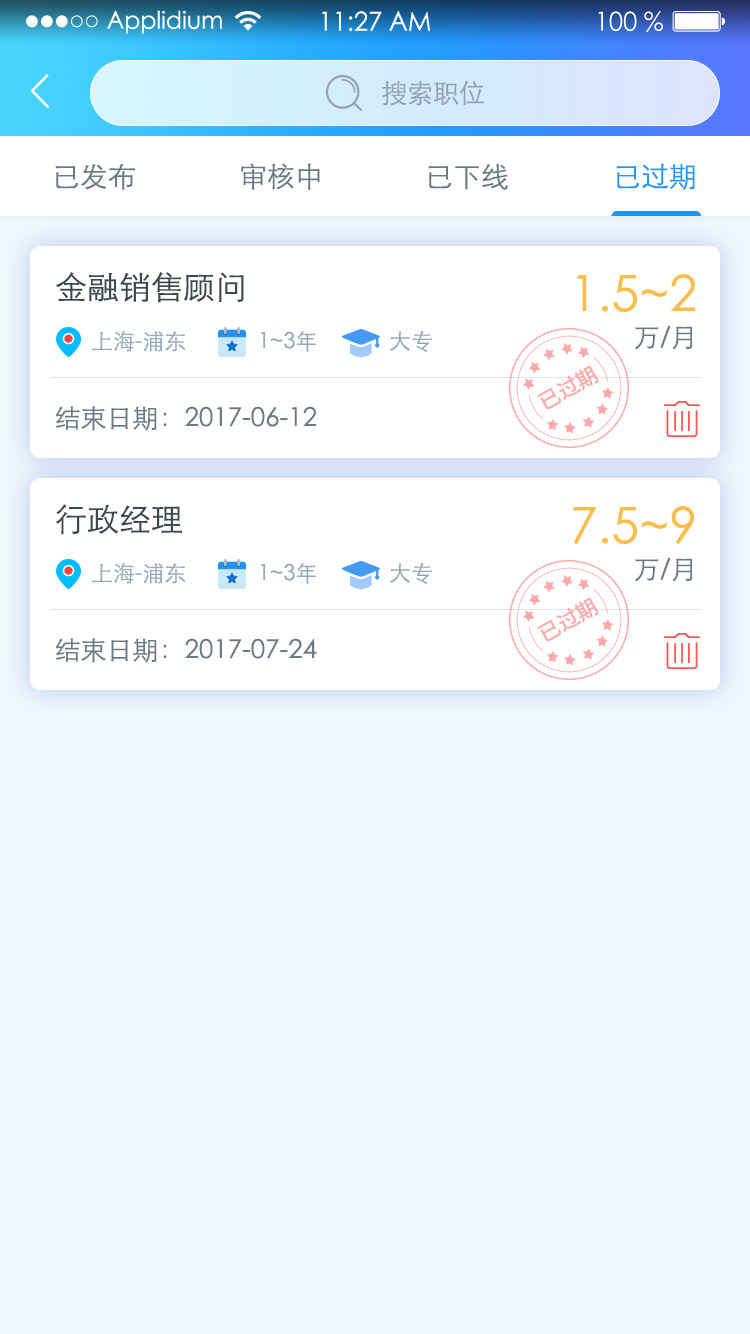 Applidium 11:27 AM 100 %
搜索职位
已发布 审核中 已下线 已过期
金融销售顾问 1.5~2
上海-浦东 1~3年 大专 万/月
已过期
结束日期：2017-06-12
行政经理 7.5~9
上海-浦东 1~3年 大专 万/月
已过期
结束日期：2017-07-24